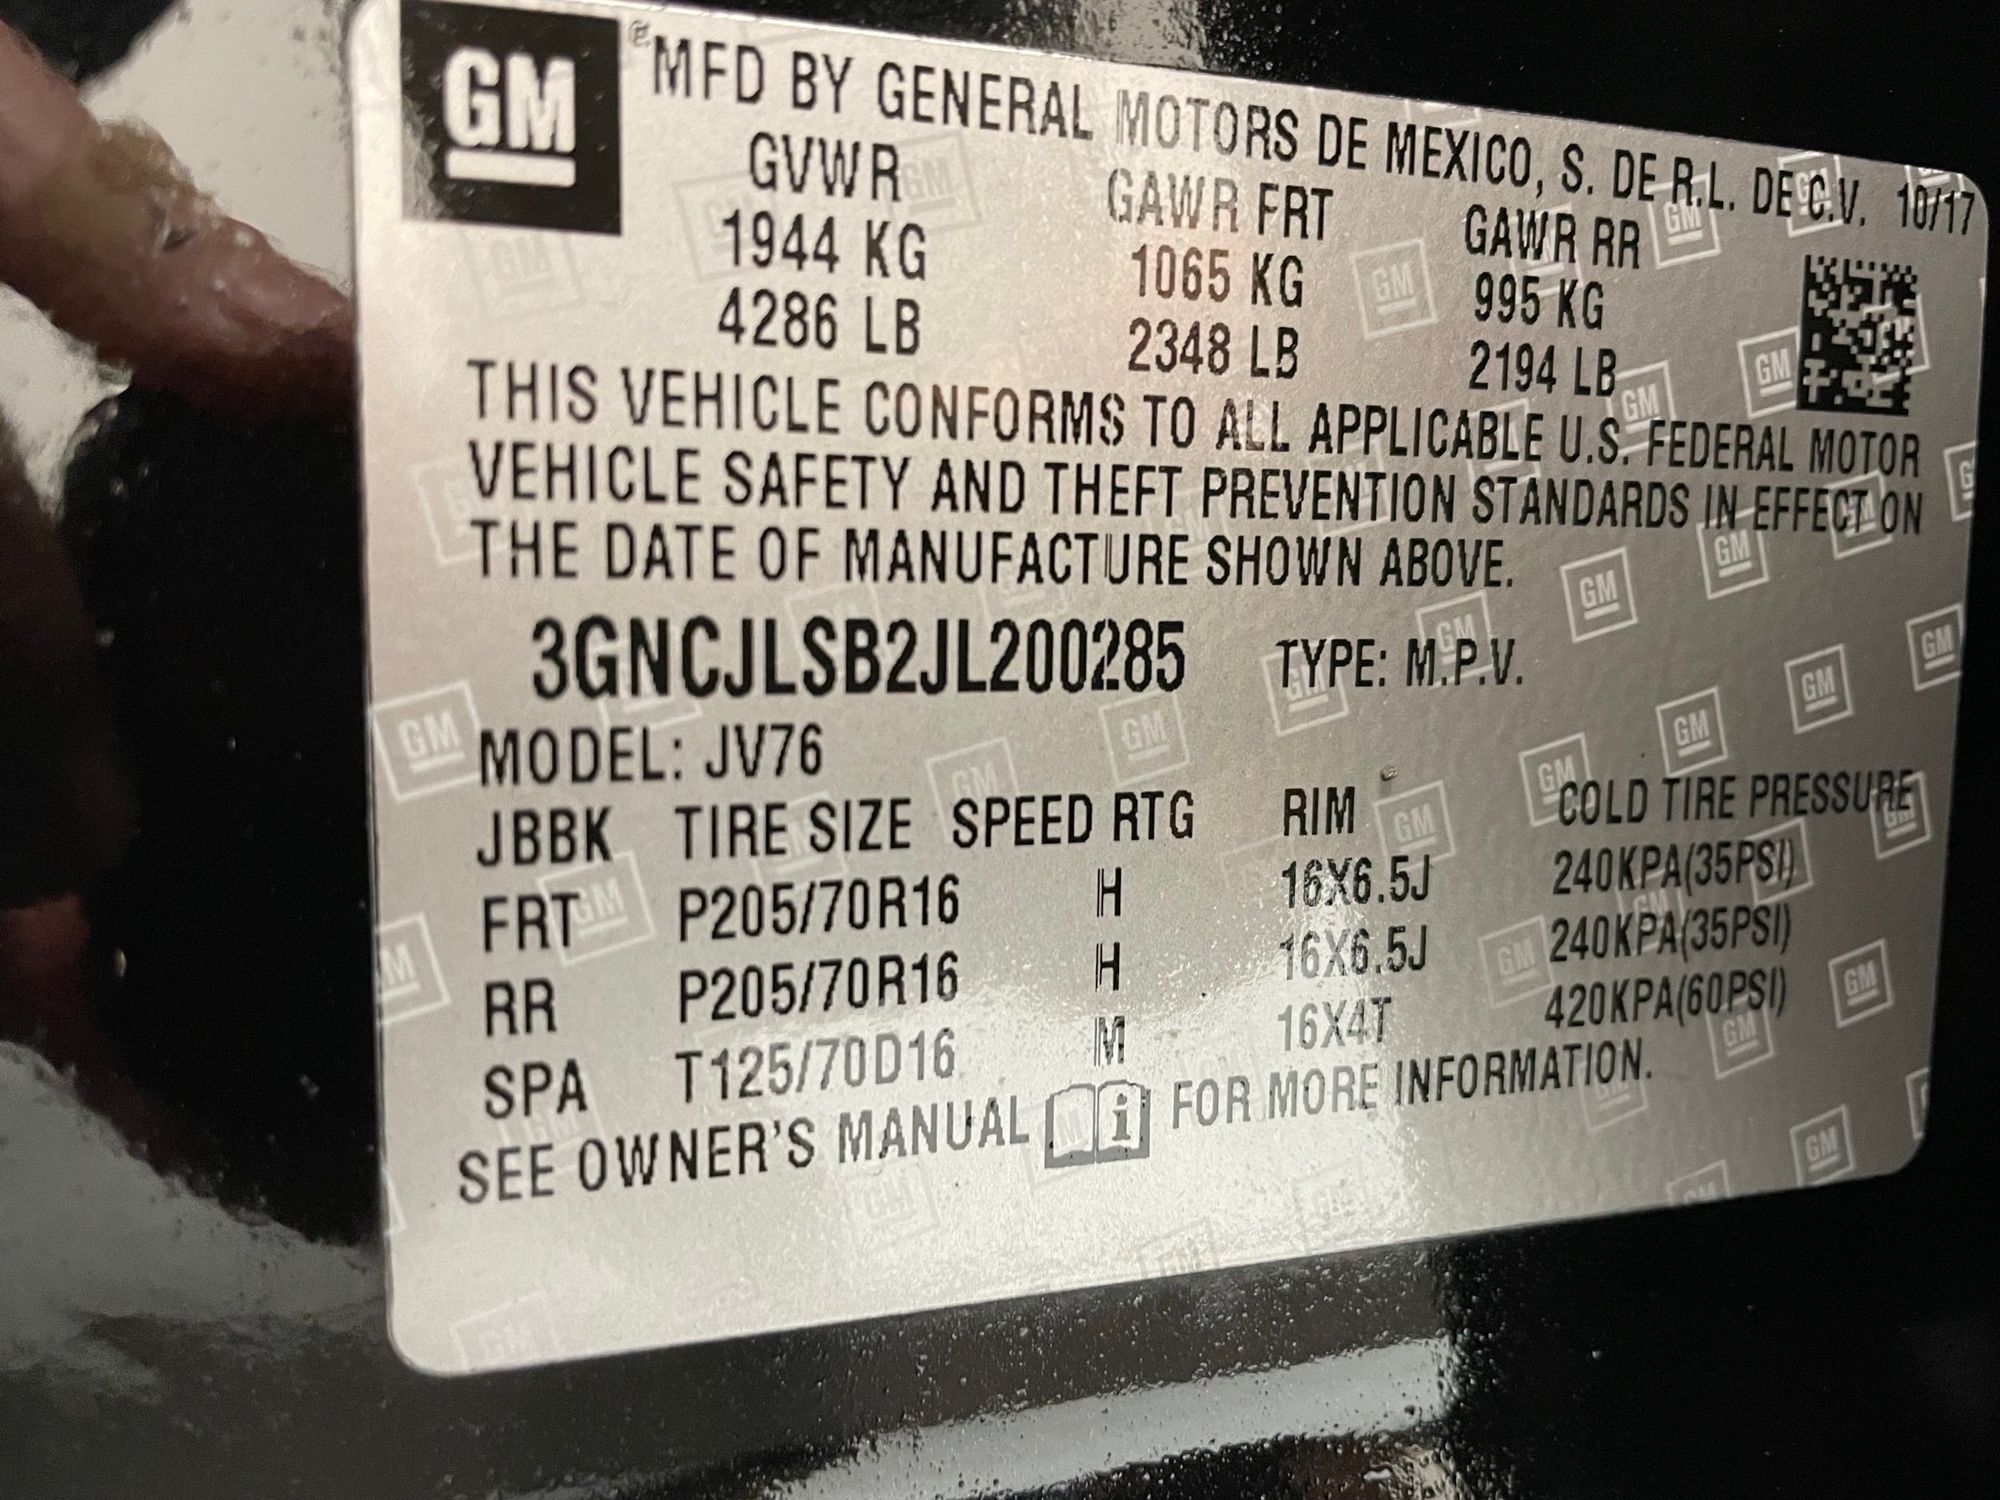 GM
MFD BY GENERAL MOTORS DE MEXICO, S. DE R.L. DE C.V. 10/17
GVWR GAWR FRT GAWR RR
1944 KG 1065 KG 995 KG
4286 LB 2348 LB 2194 LB
THIS VEHICLE CONFORMS TO ALL APPLICABLE U.S. FEDERAL MOTOR
VEHICLE SAFETY AND THEFT PREVENTION STANDARDS IN EFFECT ON
THE DATE OF MANUFACTURE SHOWN ABOVE.
3GNCJLSB2JL200285 TYPE: M.P.V.
MODEL: JV76
JBBK TIRE SIZE SPEED RTG RIM COLD TIRE PRESSURE
FRT P205/70R16 H 16X6.5J 240KPA(35PSI)
RR P205/70R16 H 16X6.5J 240KPA(35PSI)
SPA T125/70D16 M 16X4T 420KPA(60PSI)
SEE OWNER'S MANUAL FOR MORE INFORMATION.